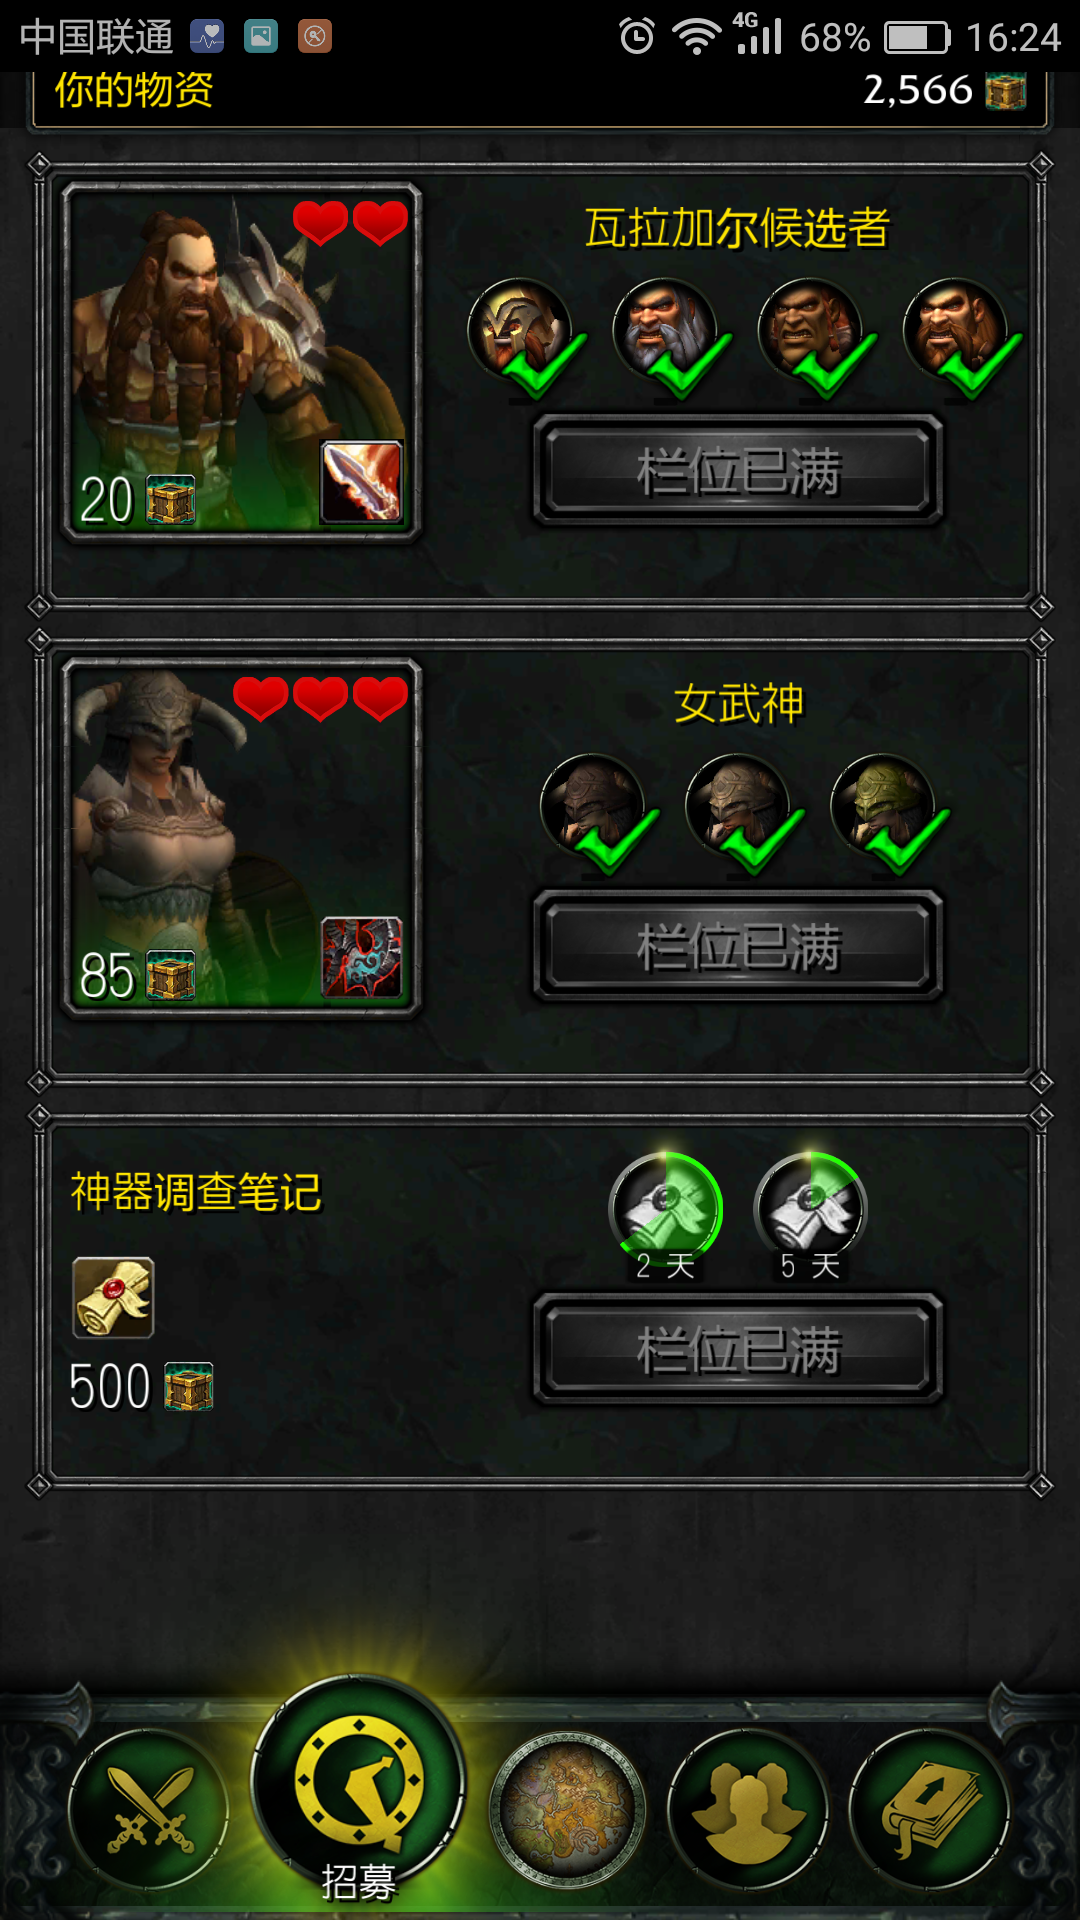 中国联通 4G 68% 16:24
你的物资 2,566
瓦拉加尔候选者
栏位已满
20
女武神
栏位已满
85
神器调查笔记
2 天 5 天
栏位已满
500
招募